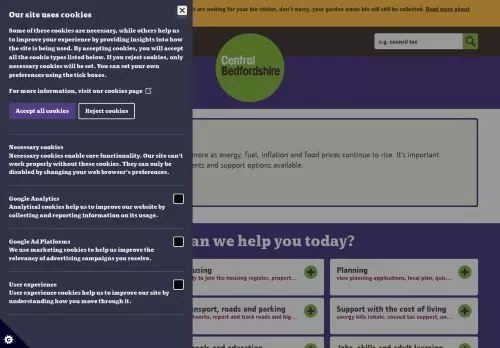 Our site uses cookies
Some of these cookies are necessary, while others help us
to improve your experience by providing insights into how
the site is being used. By accepting cookies, you will accept
all the cookie types listed below. If you reject cookies, only
necessary cookies will be set. You can set your own
preferences using the tick boxes.
For more information, visit our cookies page
Accept all cookies
Reject cookies
Necessary cookies
Necessary cookies enable core functionality. Our site can't
work properly without these cookies. They can only be
disabled by changing your web browser's preferences.
Google Analytics
Analytical cookies help us to improve our website by
collecting and reporting information on its usage.
Google Ad Platforms
We use marketing cookies to help us improve the
relevancy of advertising campaigns you receive.
User experience
User experience cookies help us to improve our site by
understanding how you move through it.
are waiting for your bin sticker, don't worry, your garden waste bin will still be collected. Read more about
Central
Bedfordshire
e.g. council tax
more as energy, fuel, inflation and food prices continue to rise. It's important
ents and support options available.
an we help you today?
using
dy to join the housing register, propert...
Planning
view planning applications, local plan, quic...
nsport, roads and parking
works, report and track roads and hig...
Support with the cost of living
energy bills rebate, council tax support, un...
ools and education
Jobs, skills and adult learning